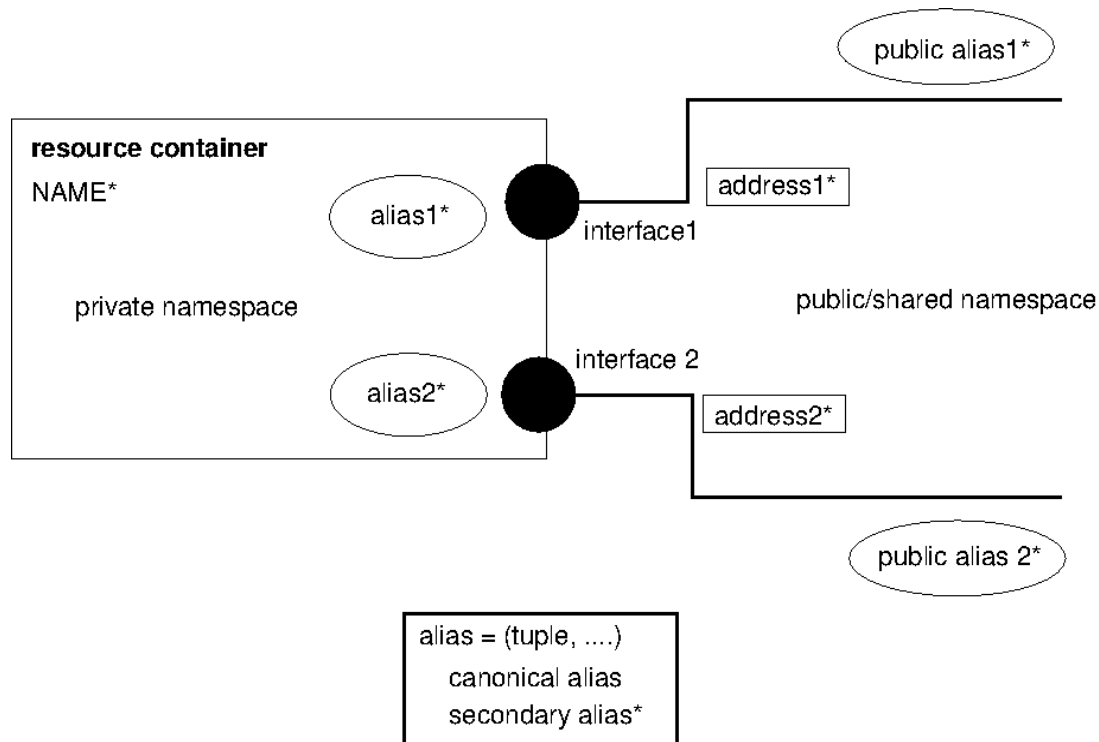 public alias1*
resource container
NAME*
alias1*
address1*
interface1
private namespace
public/shared namespace
interface 2
alias2*
address2*
public alias 2*
alias = (tuple, ....)
canonical alias
secondary alias*